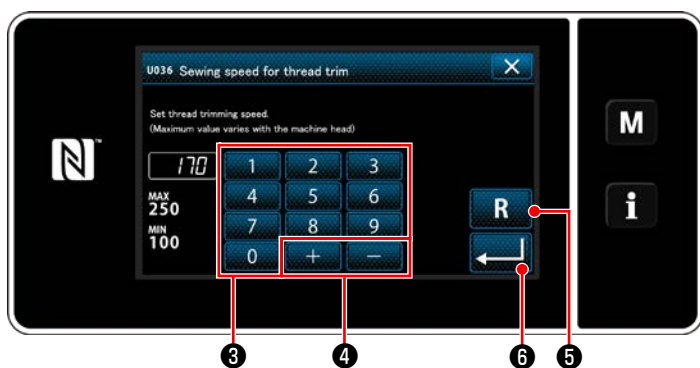 U036 Sewing speed for thread trim
Set thread trimming speed.
(Maximum value varies with the machine head)
170
MAX
250
MIN
100
1 2 3
4 5 6
7 8 9
0 + −
R
N™
M
i
❸ ❹ ❻ ❺